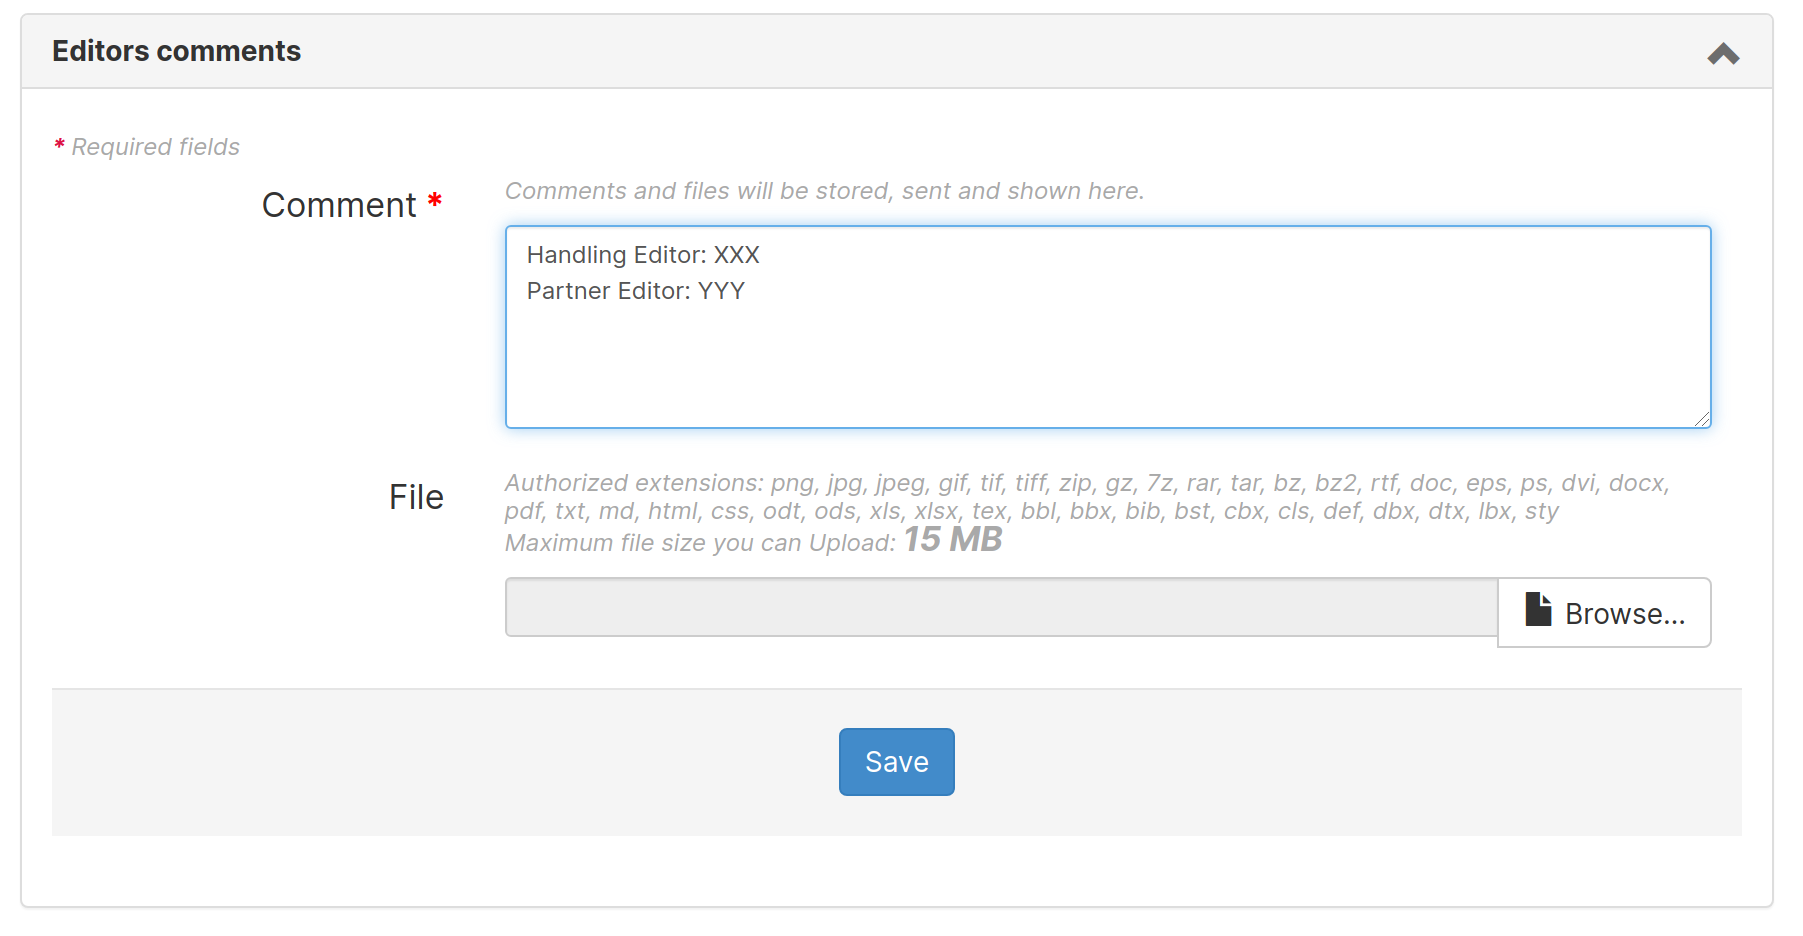 Editors comments
* Required fields
Comment *
Comments and files will be stored, sent and shown here.
Handling Editor: XXX
Partner Editor: YYY
File
Authorized extensions: png, jpg, jpeg, gif, tif, tiff, zip, gz, 7z, rar, tar, bz, bz2, rtf, doc, eps, ps, dvi, docx,
pdf, txt, md, html, css, odt, ods, xls, xlsx, tex, bbl, bbx, bib, bst, cbx, cls, def, dbx, dtx, lbx, sty
Maximum file size you can Upload: 15 MB
Browse...
Save